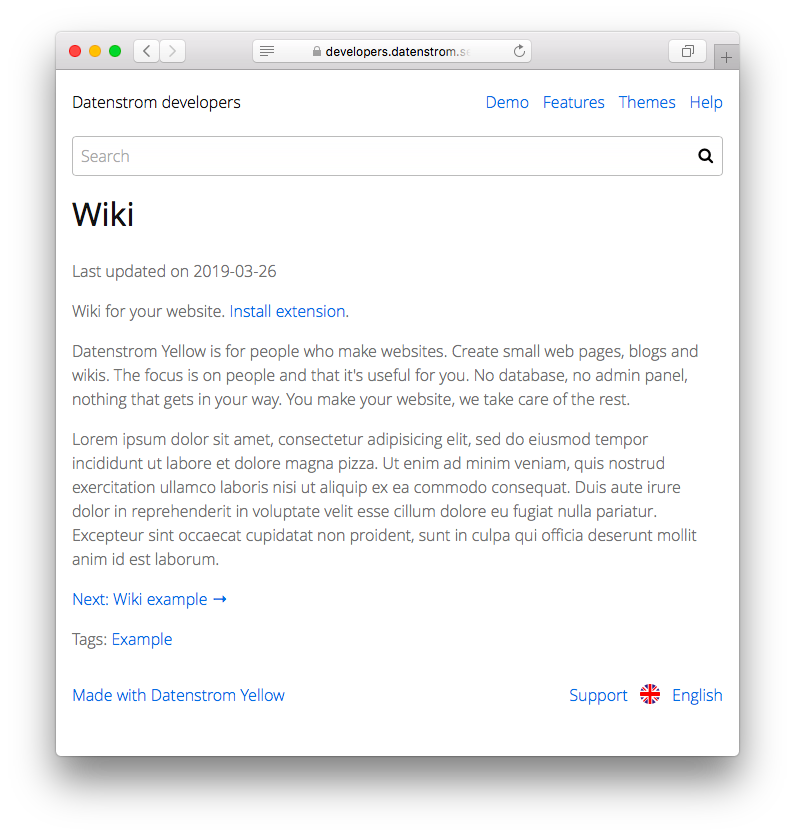 developers.datenstrom.se
Datenstrom developers
Demo Features Themes Help
Search
Wiki
Last updated on 2019-03-26
Wiki for your website. Install extension.
Datenstrom Yellow is for people who make websites. Create small web pages, blogs and
wikis. The focus is on people and that it's useful for you. No database, no admin panel,
nothing that gets in your way. You make your website, we take care of the rest.
Lorem ipsum dolor sit amet, consectetur adipisicing elit, sed do eiusmod tempor
incididunt ut labore et dolore magna pizza. Ut enim ad minim veniam, quis nostrud
exercitation ullamco laboris nisi ut aliquip ex ea commodo consequat. Duis aute irure
dolor in reprehenderit in voluptate velit esse cillum dolore eu fugiat nulla pariatur.
Excepteur sint occaecat cupidatat non proident, sunt in culpa qui officia deserunt mollit
anim id est laborum.
Next: Wiki example →
Tags: Example
Made with Datenstrom Yellow
Support English